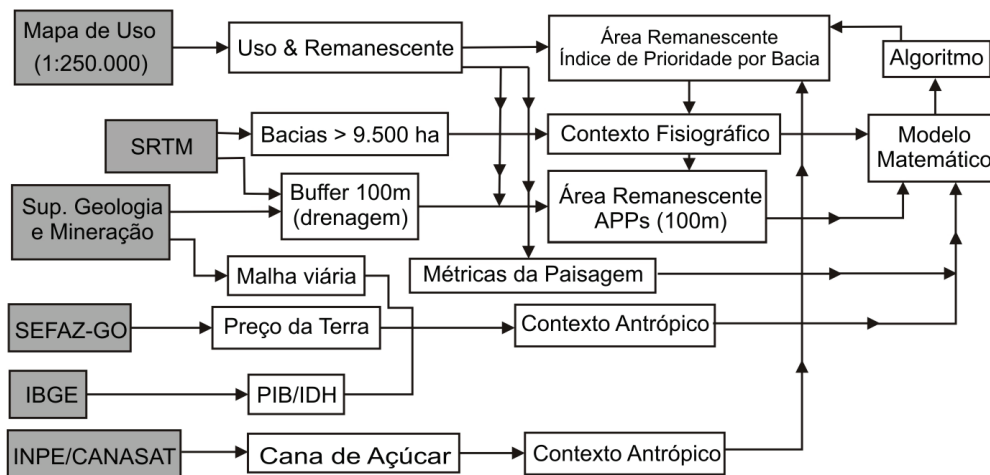 Mapa de Uso
(1:250.000)
Uso & Remanescente
Área Remanescente
Índice de Prioridade por Bacia
Algoritmo
SRTM
Bacias > 9.500 ha
Contexto Fisiográfico
Modelo
Matemático
Sup. Geologia
e Mineração
Buffer 100m
(drenagem)
Área Remanescente
APPs (100m)
Malha viária
Métricas da Paisagem
SEFAZ-GO
Preço da Terra
Contexto Antrópico
IBGE
PIB/IDH
INPE/CANASAT
Cana de Açúcar
Contexto Antrópico